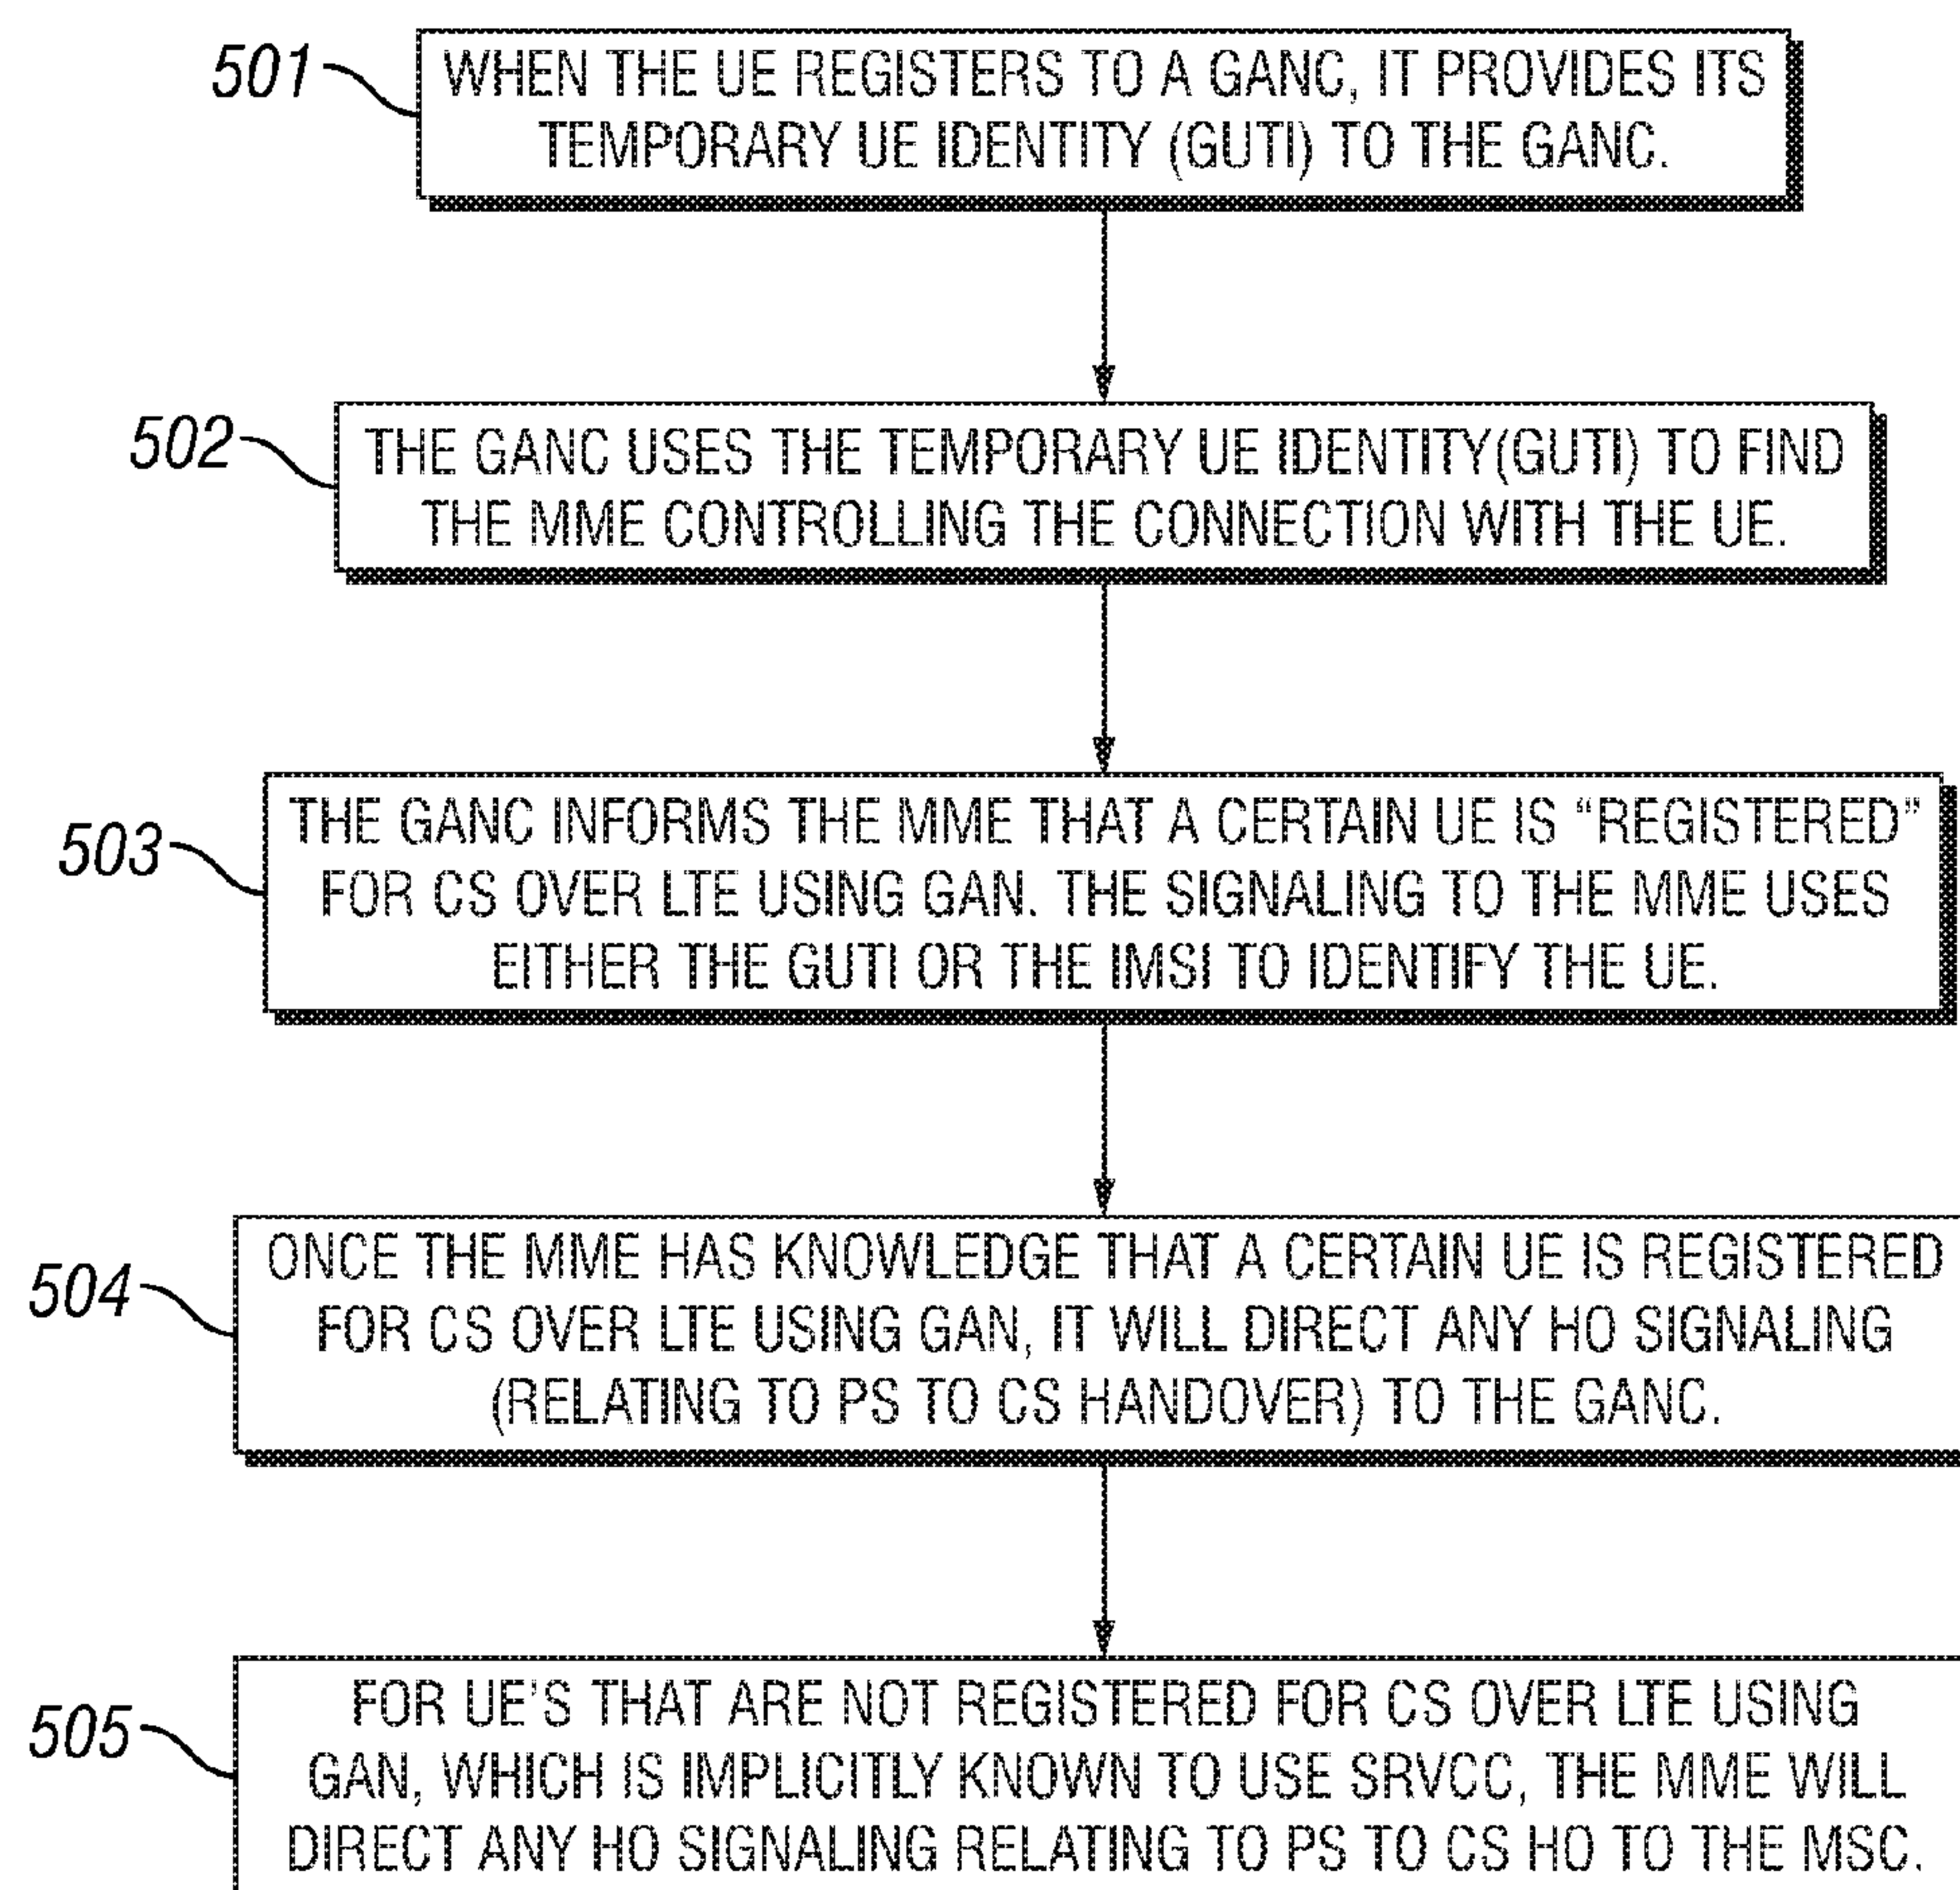 501
WHEN THE UE REGISTERS TO A GANC, IT PROVIDES ITS
TEMPORARY UE IDENTITY (GUTI) TO THE GANC.
502
THE GANC USES THE TEMPORARY UE IDENTITY(GUTI) TO FIND
THE MME CONTROLLING THE CONNECTION WITH THE UE.
503
THE GANC INFORMS THE MME THAT A CERTAIN UE IS “REGISTERED”
FOR CS OVER LTE USING GAN. THE SIGNALING TO THE MME USES
EITHER THE GUTI OR THE IMSI TO IDENTIFY THE UE.
504
ONCE THE MME HAS KNOWLEDGE THAT A CERTAIN UE IS REGISTERED
FOR CS OVER LTE USING GAN, IT WILL DIRECT ANY HO SIGNALING
(RELATING TO PS TO CS HANDOVER) TO THE GANC.
505
FOR UE'S THAT ARE NOT REGISTERED FOR CS OVER LTE USING
GAN, WHICH IS IMPLICITLY KNOWN TO USE SRVCC, THE MME WILL
DIRECT ANY HO SIGNALING RELATING TO PS TO CS HO TO THE MSC.